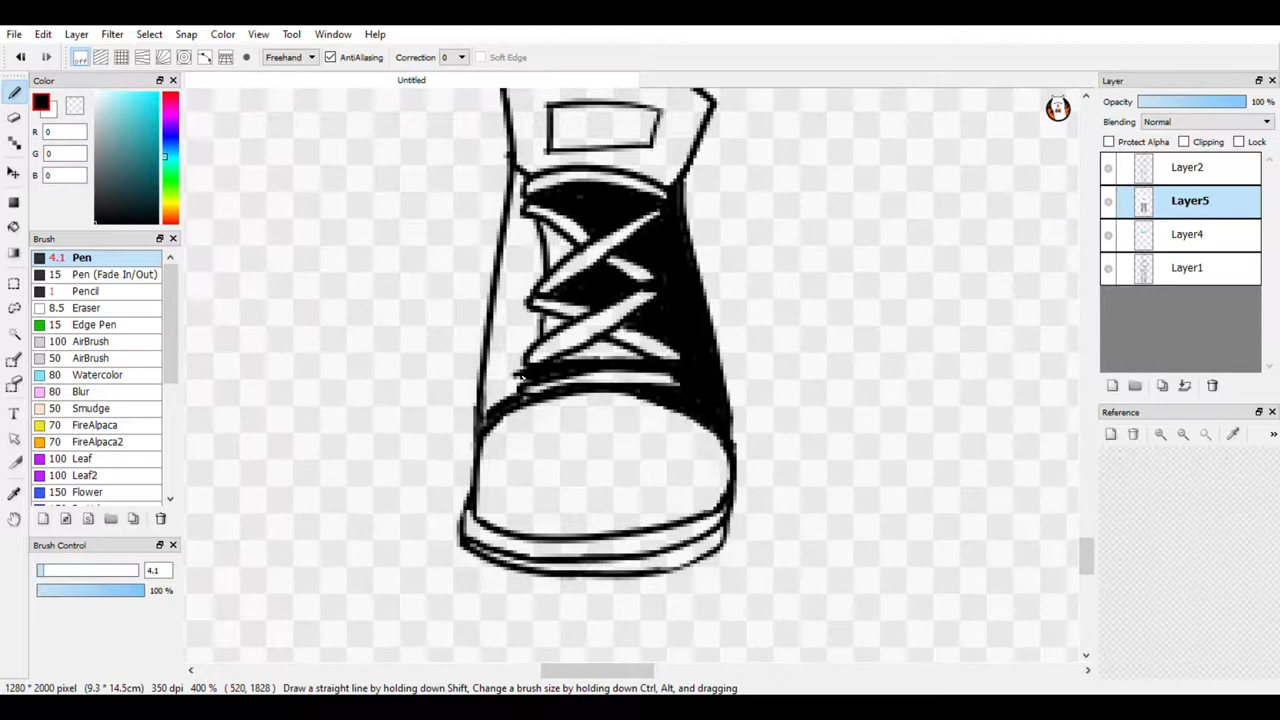 File Edit Layer Filter Select Snap Color View Tool Window Help
off Freehand AntiAliasing Correction 0 Soft Edge
Color
R 0
G 0
B 0
Brush
4.1 Pen
15 Pen (Fade In/Out)
1 Pencil
8.5 Eraser
15 Edge Pen
100 AirBrush
50 AirBrush
80 Watercolor
80 Blur
50 Smudge
70 FireAlpaca
70 FireAlpaca2
100 Leaf
100 Leaf2
150 Flower
Brush Control
4.1
100 %
Untitled
Layer
Opacity 100 %
Blending Normal
Protect Alpha Clipping Lock
Layer2
Layer5
Layer4
Layer1
Reference
1280 * 2000 pixel (9.3 * 14.5cm) 350 dpi 400 % ( 520, 1828 ) Draw a straight line by holding down Shift, Change a brush size by holding down Ctrl, Alt, and dragging